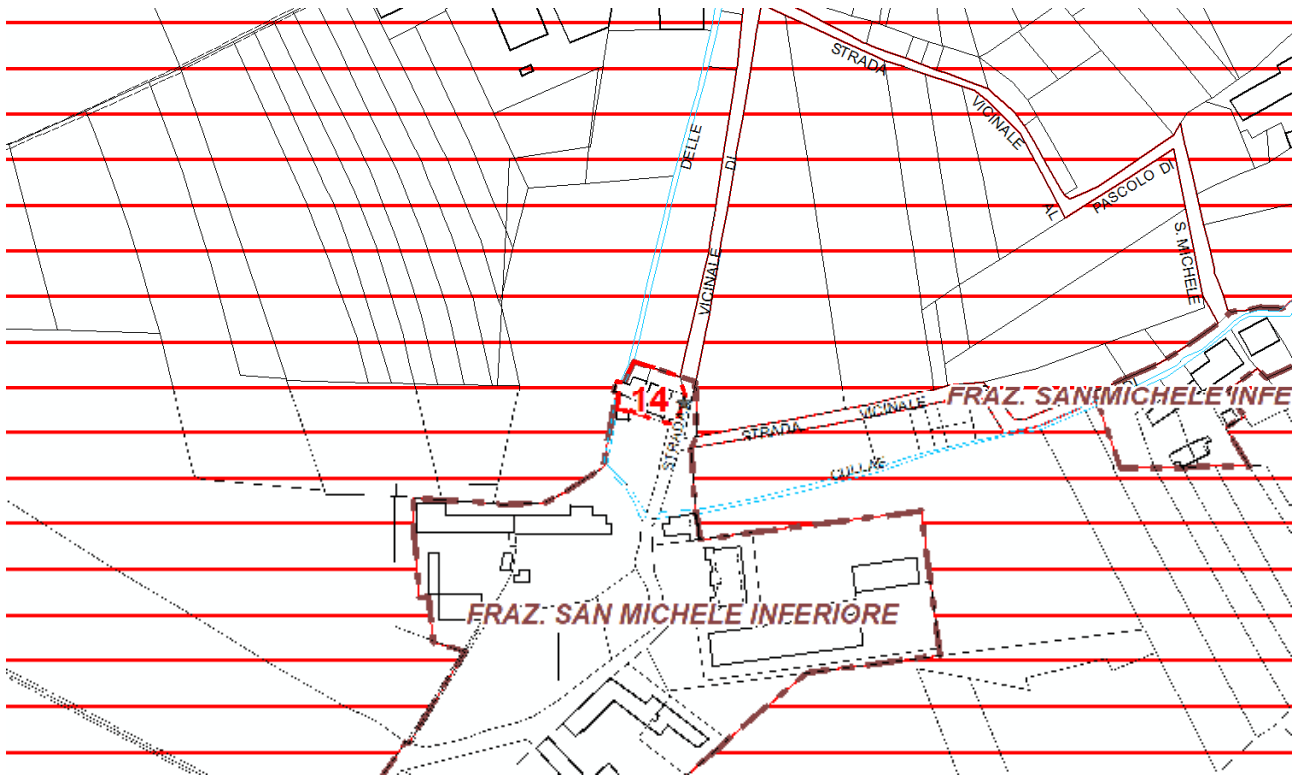 STRADA
VICINALE
AL
PASCOLO DI
S. MICHELE
DELLE
DI
VICINALE
14
FRAZ. SAN MICHELE INFE
STRADA
STRADA
VICINALE
FRAZ. SAN MICHELE INFERIORE